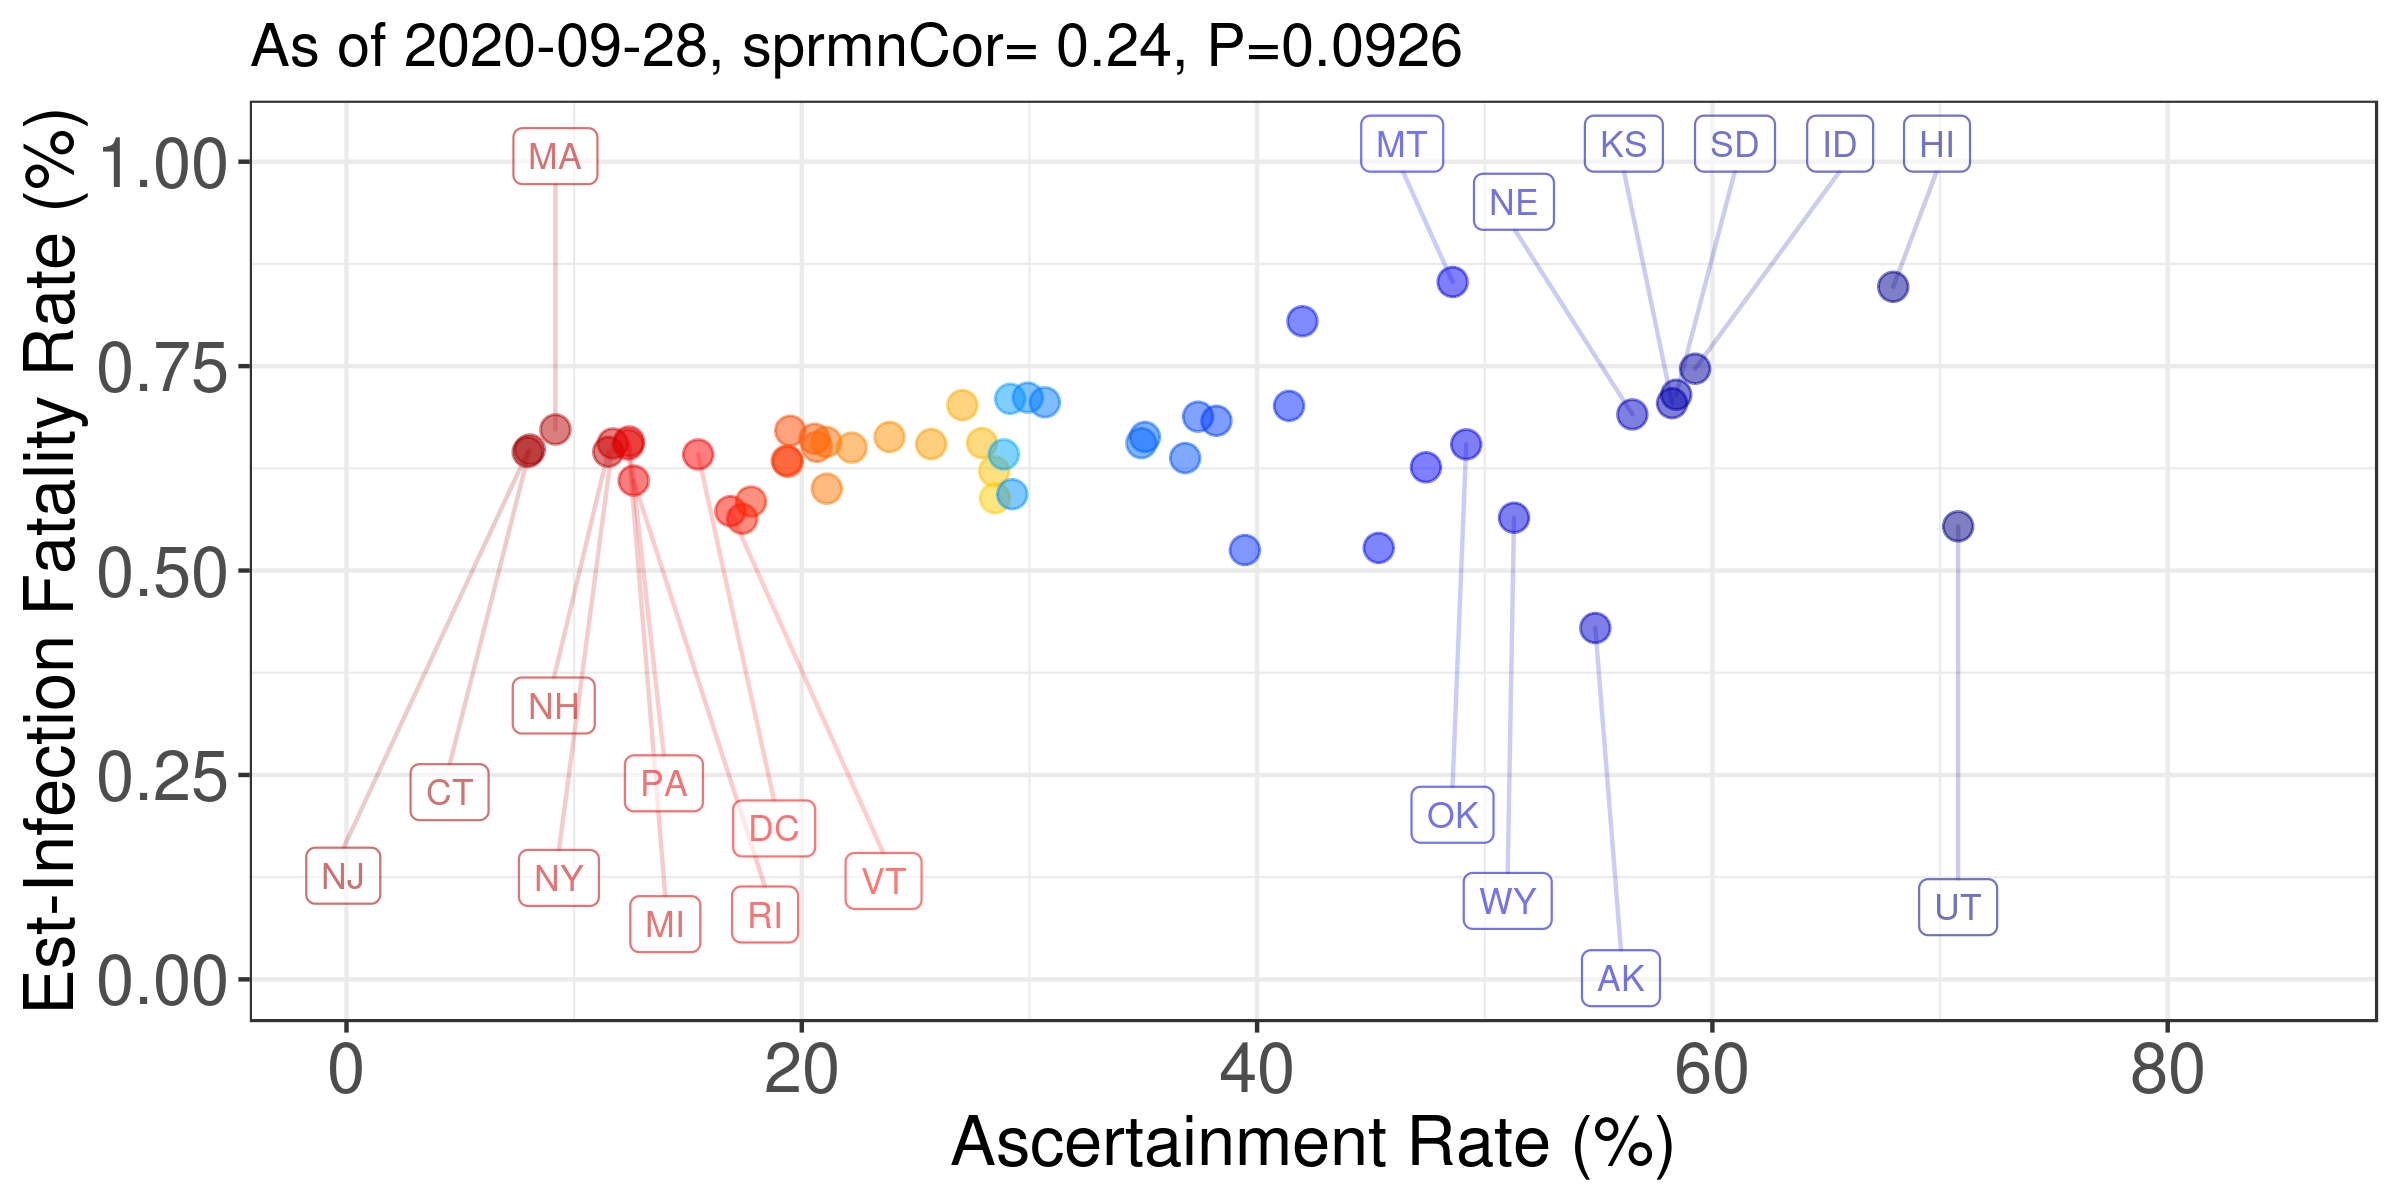 As of 2020-09-28, sprmnCor= 0.24, P=0.0926
Est-Infection Fatality Rate (%)
1.00
0.75
0.50
0.25
0.00
MA
MT
KS
SD
ID
HI
NE
NH
CT
PA
OK
DC
NJ
NY
VT
WY
UT
MI
RI
AK
0
20
40
60
80
Ascertainment Rate (%)